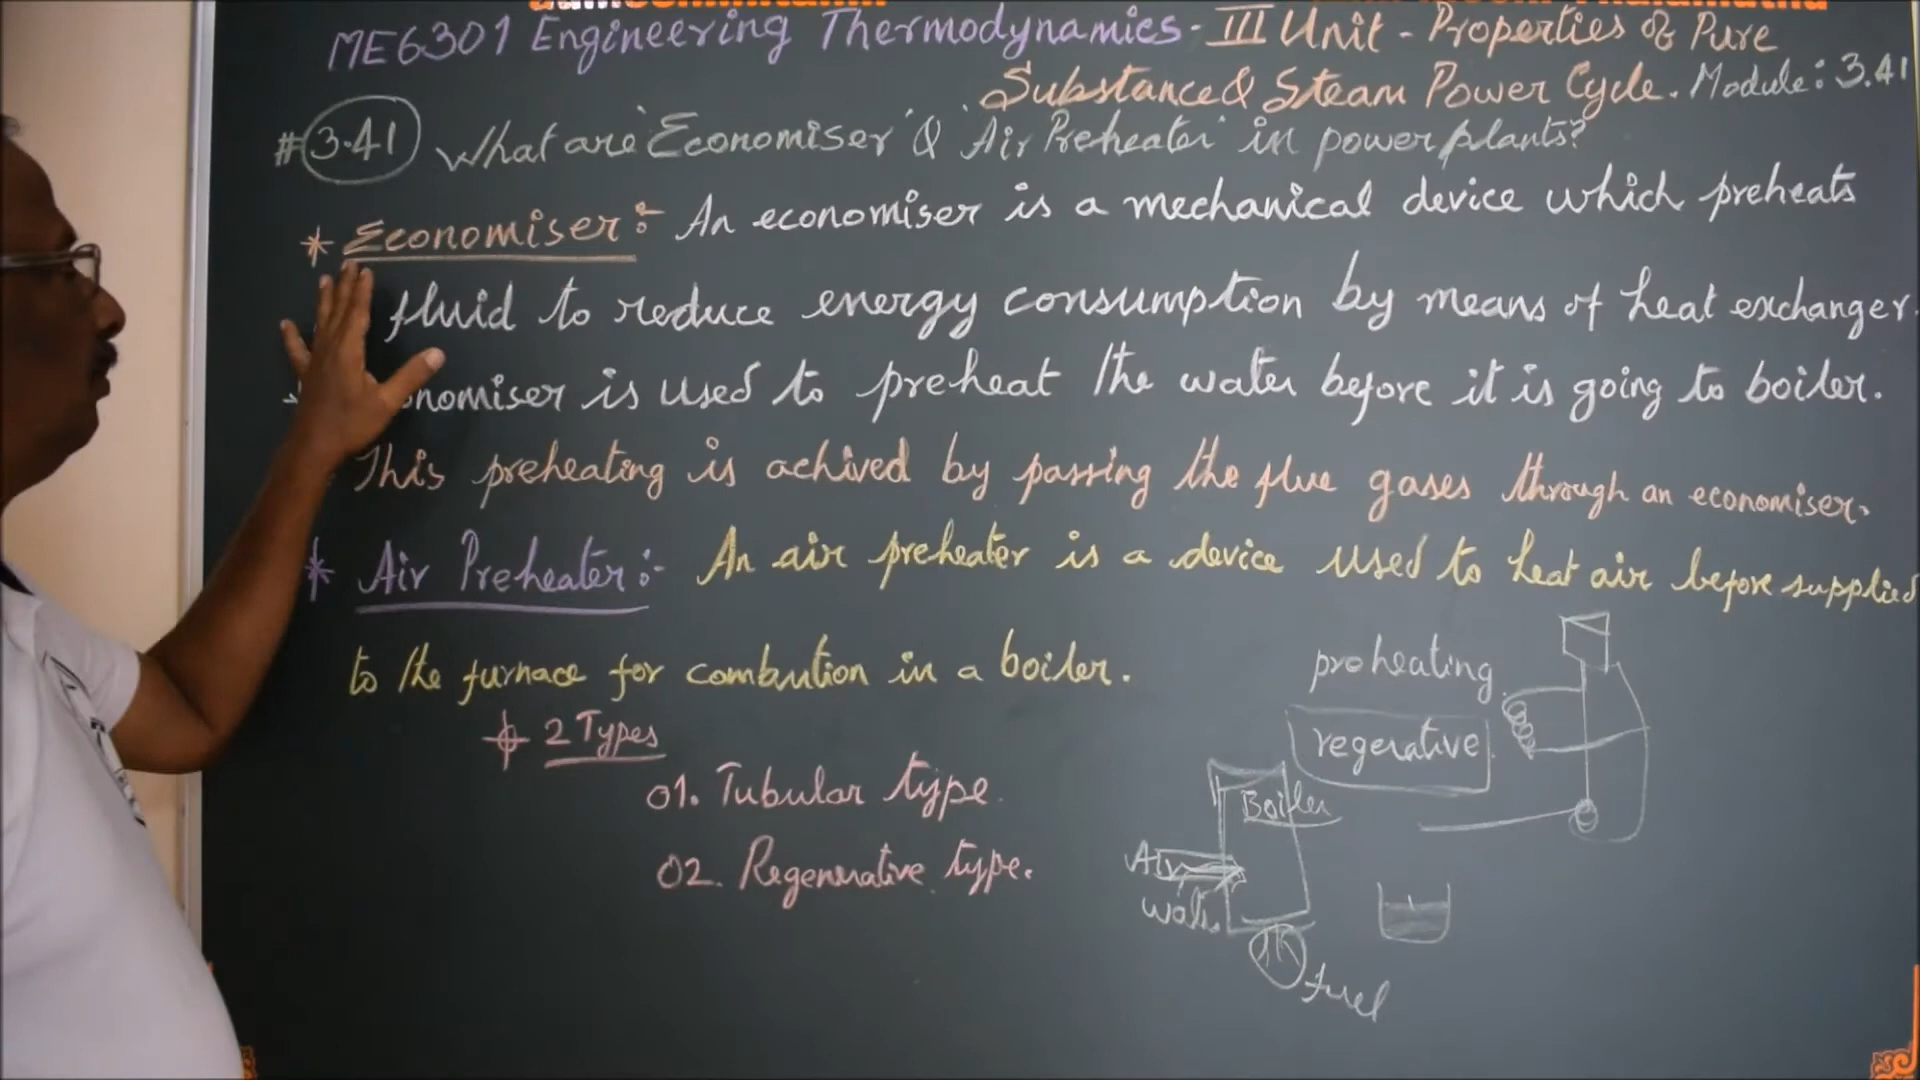 ME6301 Engineering Thermodynamics - III Unit - Properties of Pure
Substance & Steam Power Cycle. Module: 3.41
# 3.41 What are 'Economiser' & 'Air Preheater' in power plants?
* Economiser:- An economiser is a mechanical device which preheats
fluid to reduce energy consumption by means of heat exchanger.
nomiser is used to preheat the water before it is going to boiler.
This preheating is achived by passing the flue gases through an economiser.
* Air Preheater:- An air preheater is a device used to heat air before supplied
to the furnace for combution in a boiler.
2 Types
01. Tubular type
02. Regenerative type.
preheating
regerative
Boiler
Air
water
fuel